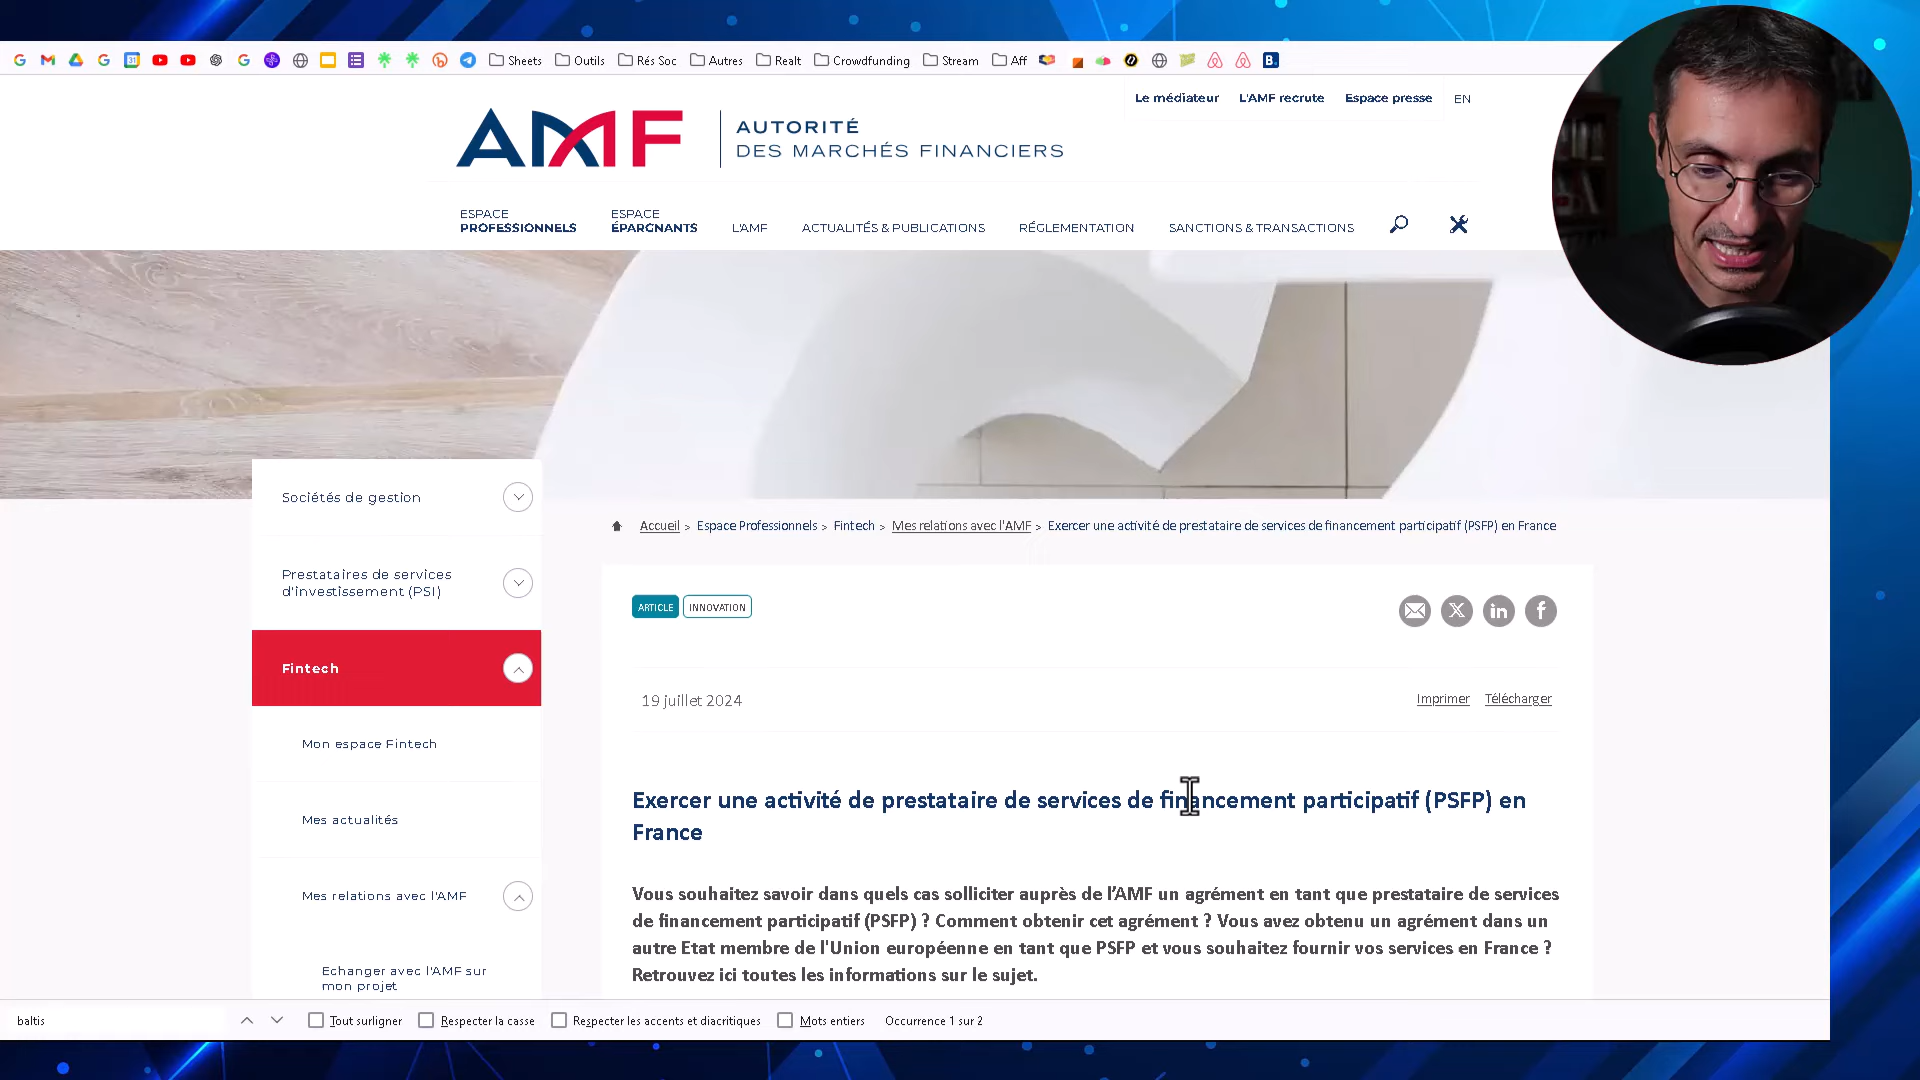 Sheets
Outils
Rés Soc
Autres
Realt
Crowdfunding
Stream
Aff
B.
Le médiateur
L'AMF recrute
Espace presse
EN
AMF
AUTORITÉ
DES MARCHÉS FINANCIERS
ESPACE
PROFESSIONNELS
ESPACE
ÉPARGNANTS
L'AMF
ACTUALITÉS & PUBLICATIONS
RÉGLEMENTATION
SANCTIONS & TRANSACTIONS
Sociétés de gestion
Prestataires de services
d'investissement (PSI)
Fintech
Mon espace Fintech
Mes actualités
Mes relations avec l'AMF
Echanger avec l'AMF sur
mon projet
Accueil > Espace Professionnels > Fintech > Mes relations avec l'AMF > Exercer une activité de prestataire de services de financement participatif (PSFP) en France
ARTICLE
INNOVATION
19 juillet 2024
Imprimer
Télécharger
Exercer une activité de prestataire de services de financement participatif (PSFP) en
France
Vous souhaitez savoir dans quels cas solliciter auprès de l’AMF un agrément en tant que prestataire de services
de financement participatif (PSFP) ? Comment obtenir cet agrément ? Vous avez obtenu un agrément dans un
autre Etat membre de l'Union européenne en tant que PSFP et vous souhaitez fournir vos services en France ?
Retrouvez ici toutes les informations sur le sujet.
baltis
Tout surligner
Respecter la casse
Respecter les accents et diacritiques
Mots entiers
Occurrence 1 sur 2